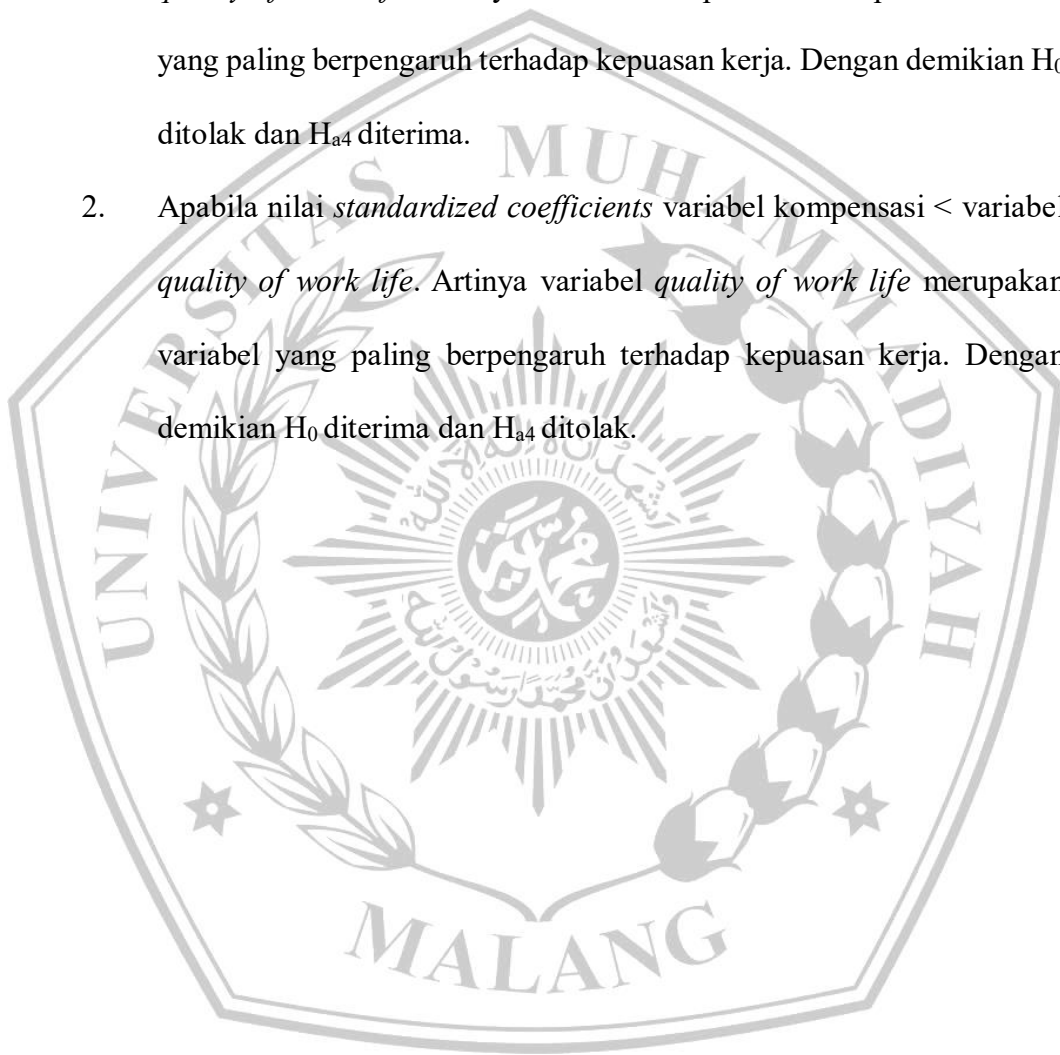 yang paling berpengaruh terhadap kepuasan kerja. Dengan demikian H0
ditolak dan Ha4 diterima.
2. Apabila nilai standardized coefficients variabel kompensasi < variabel
quality of work life. Artinya variabel quality of work life merupakan
variabel yang paling berpengaruh terhadap kepuasan kerja. Dengan
demikian H0 diterima dan Ha4 ditolak.
UNIVERSITAS MUHAMMADIYAH
MALANG